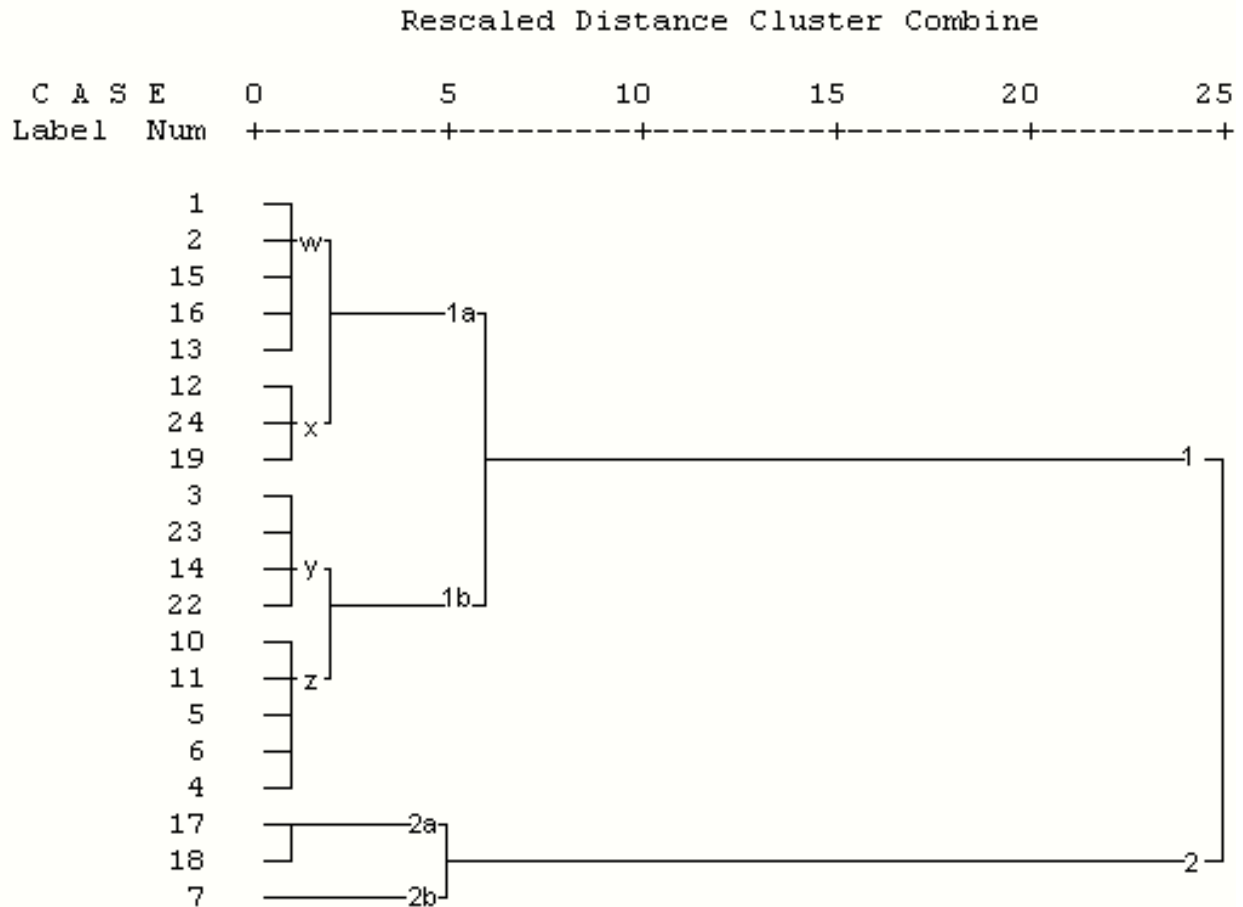 Rescaled Distance Cluster Combine
C A S E 0 5 10 15 20 25
Label Num +---------+---------+---------+---------+---------+
1
2 w
15
16 1a
13
12
24 x
19 1
3
23
14 y
22 1b
10
11 z
5
6
4
17 2a
18 2
7 2b